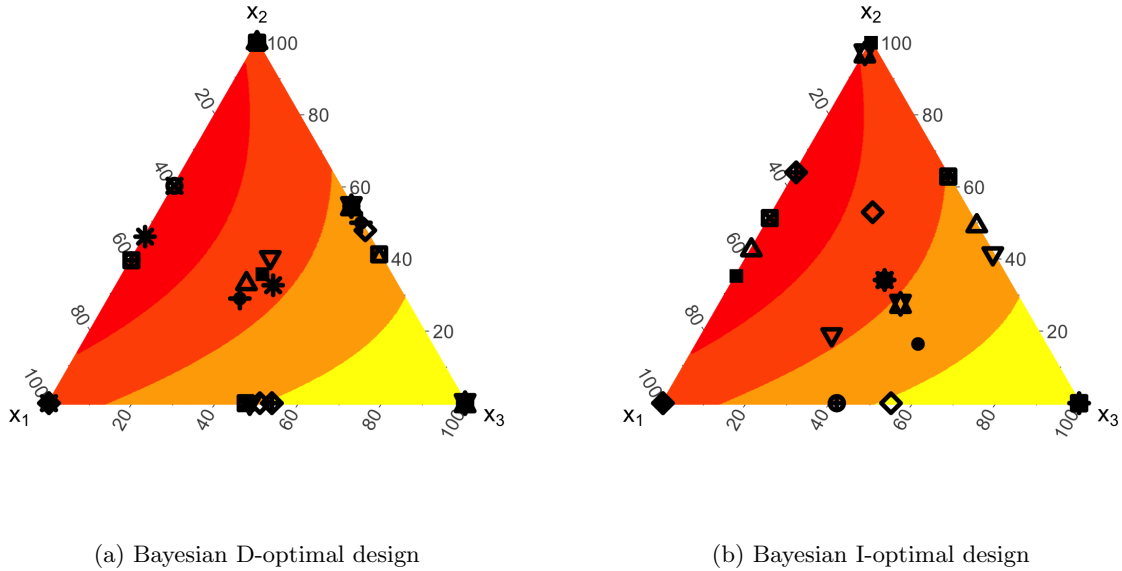 x2 x2
100 100
20 80 20 80
40 60 40 60
60 40 60 40
80 20 80 20
100 100
x1 20 40 60 80 100 x3 x1 20 40 60 80 100 x3
(a) Bayesian D-optimal design (b) Bayesian I-optimal design